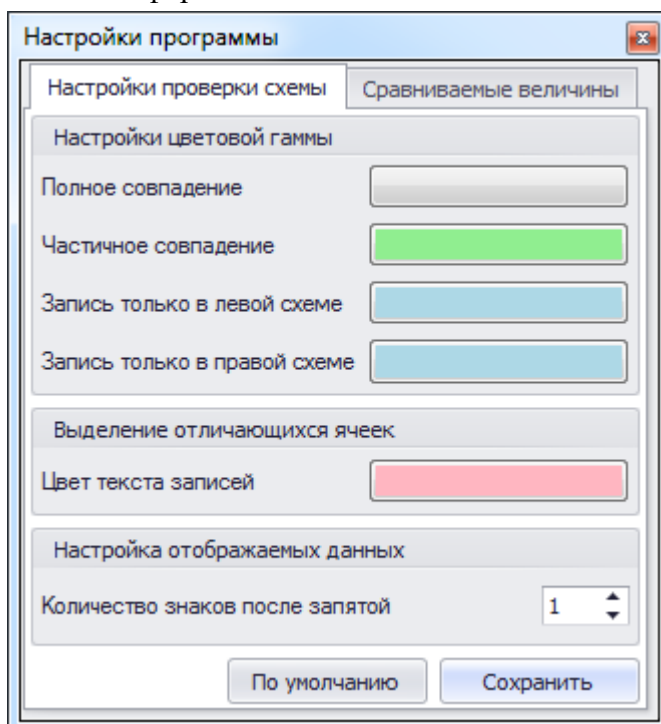 Настройки программы
Настройки проверки схемы Сравниваемые величины
Настройки цветовой гаммы
Полное совпадение
Частичное совпадение
Запись только в левой схеме
Запись только в правой схеме
Выделение отличающихся ячеек
Цвет текста записей
Настройка отображаемых данных
Количество знаков после запятой 1
По умолчанию Сохранить